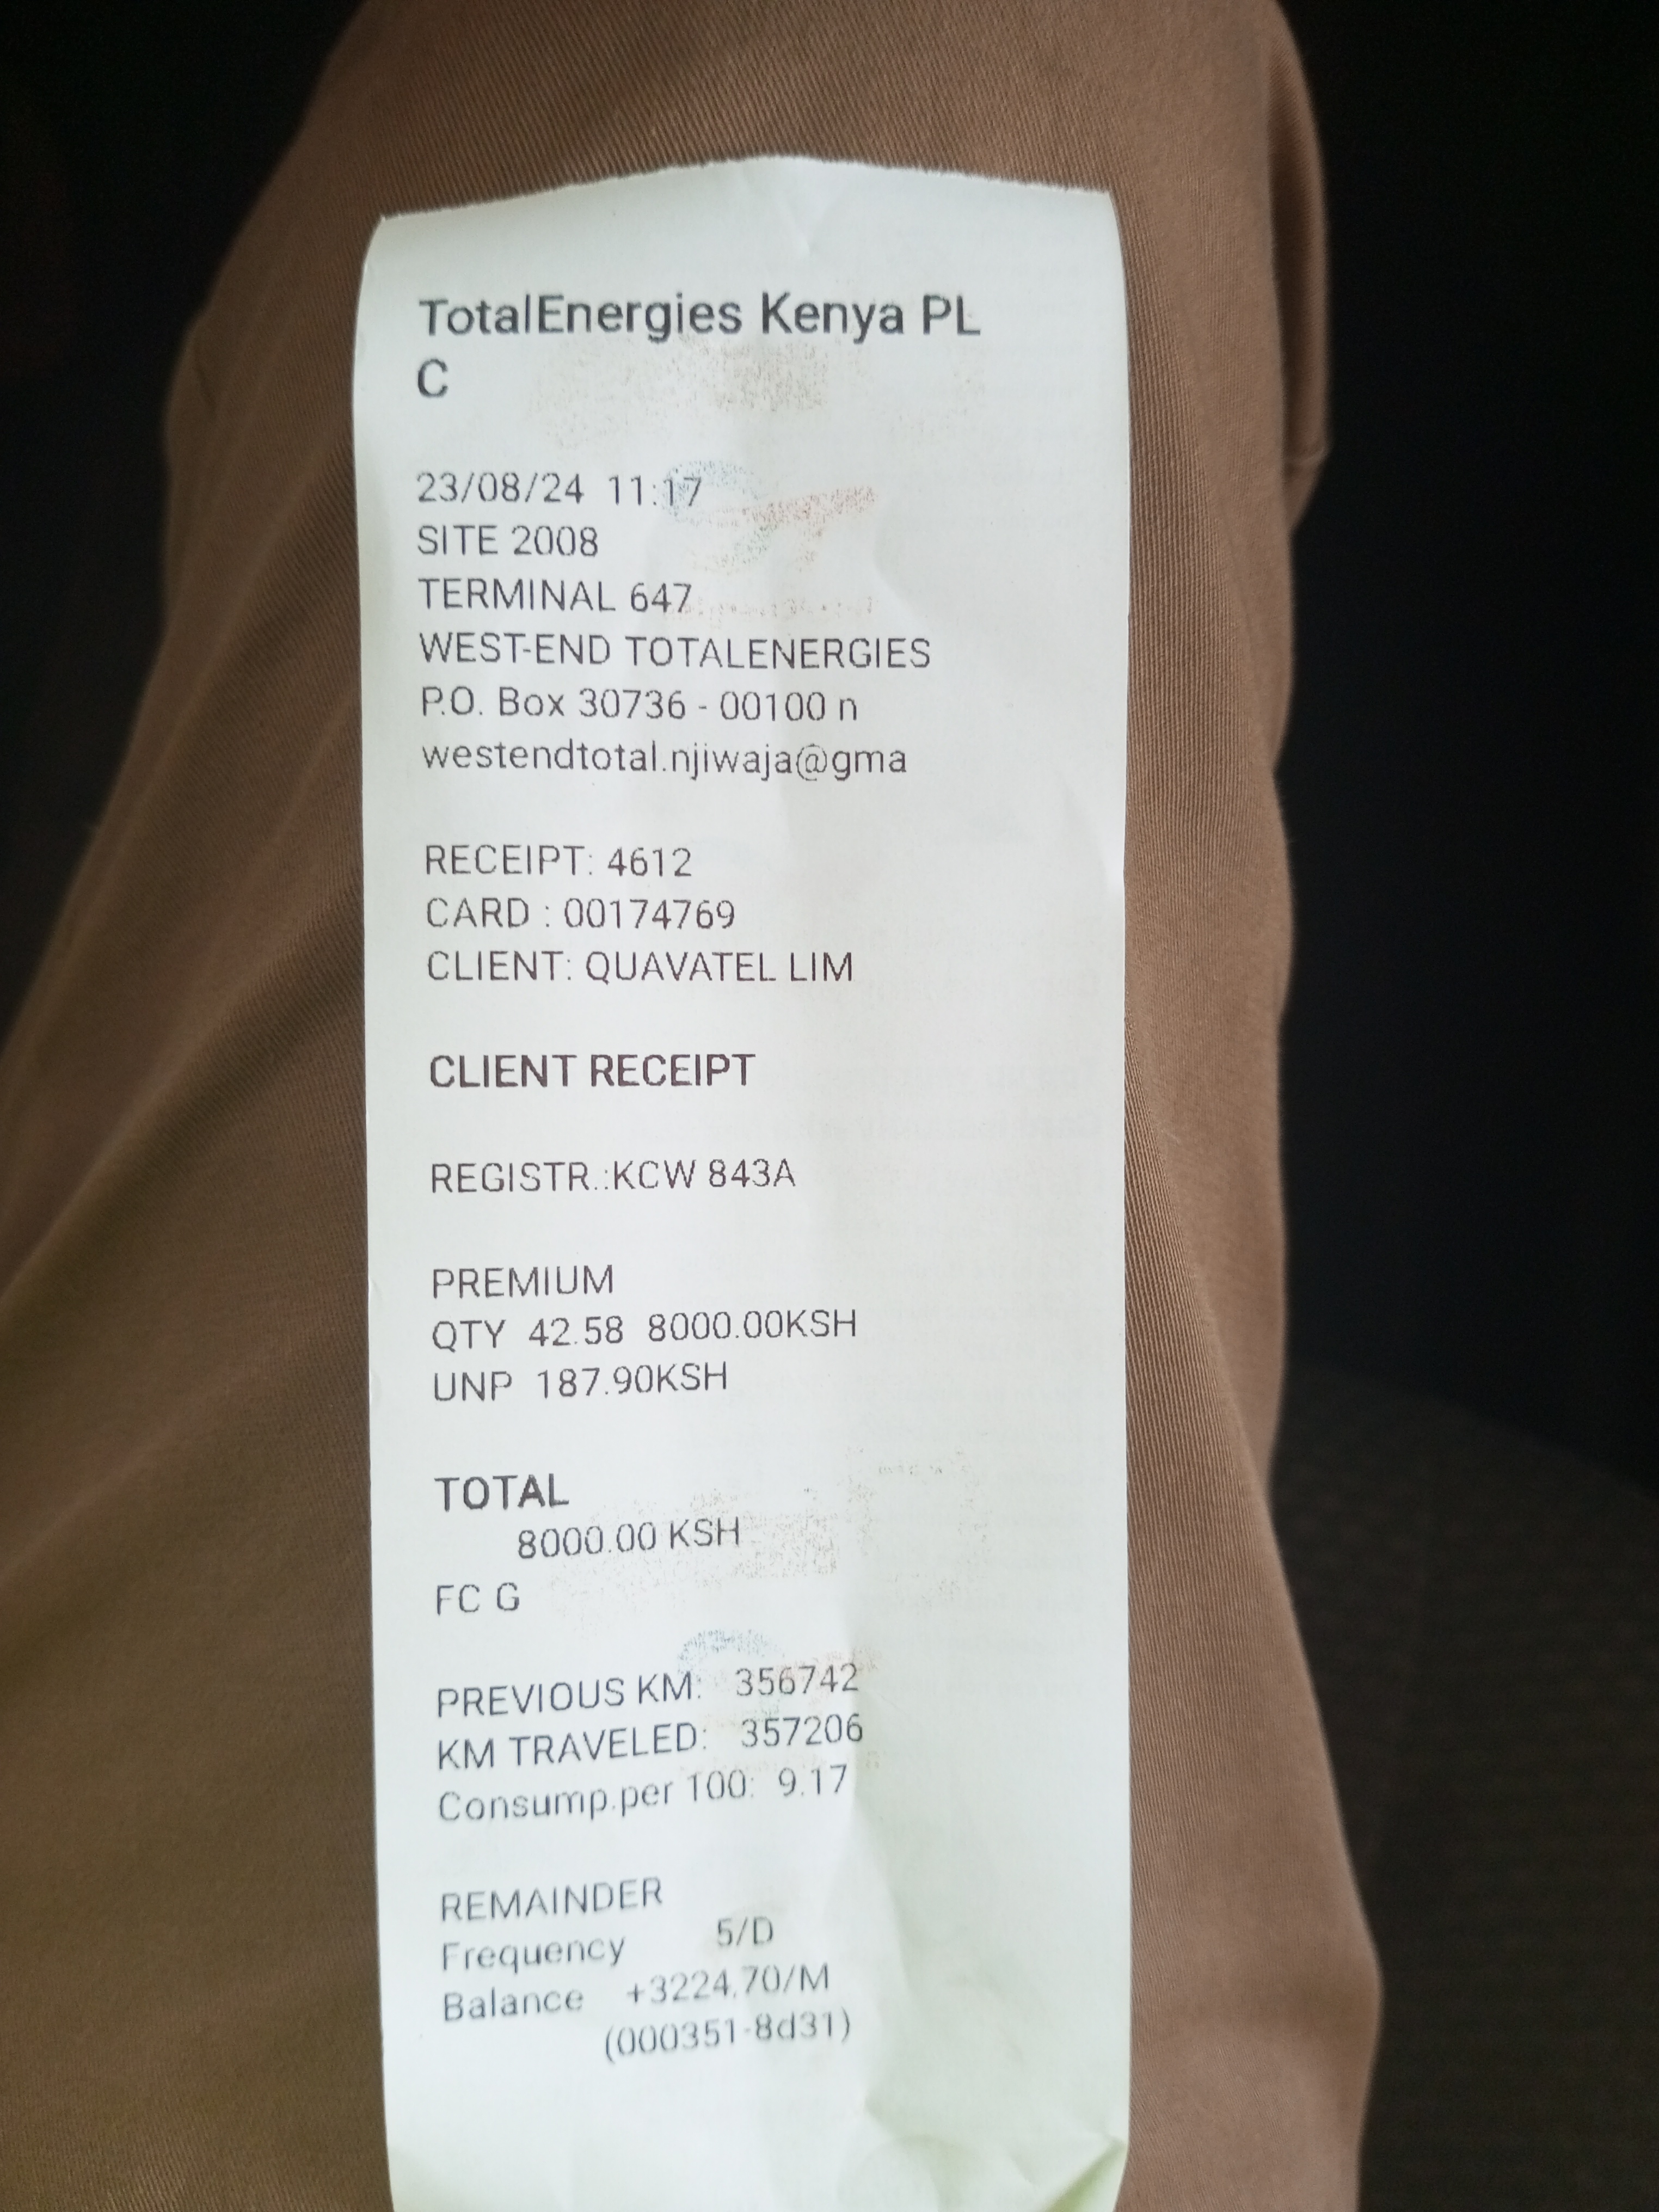 TotalEnergies Kenya PL
C
23/08/24 11:17
SITE 2008
TERMINAL 647
WEST-END TOTALENERGIES
P.O. Box 30736 - 00100 n
westendtotal.njiwaja@gma
RECEIPT: 4612
CARD : 00174769
CLIENT: QUAVATEL LIM
CLIENT RECEIPT
REGISTR.:KCW 843A
PREMIUM
QTY 42.58 8000.00KSH
UNP 187.90KSH
TOTAL
8000.00 KSH
FC G
PREVIOUS KM: 356742
KM TRAVELED: 357206
Consump.per 100: 9.17
REMAINDER
Frequency 5/D
Balance +3224.70/M
(000351-8d31)